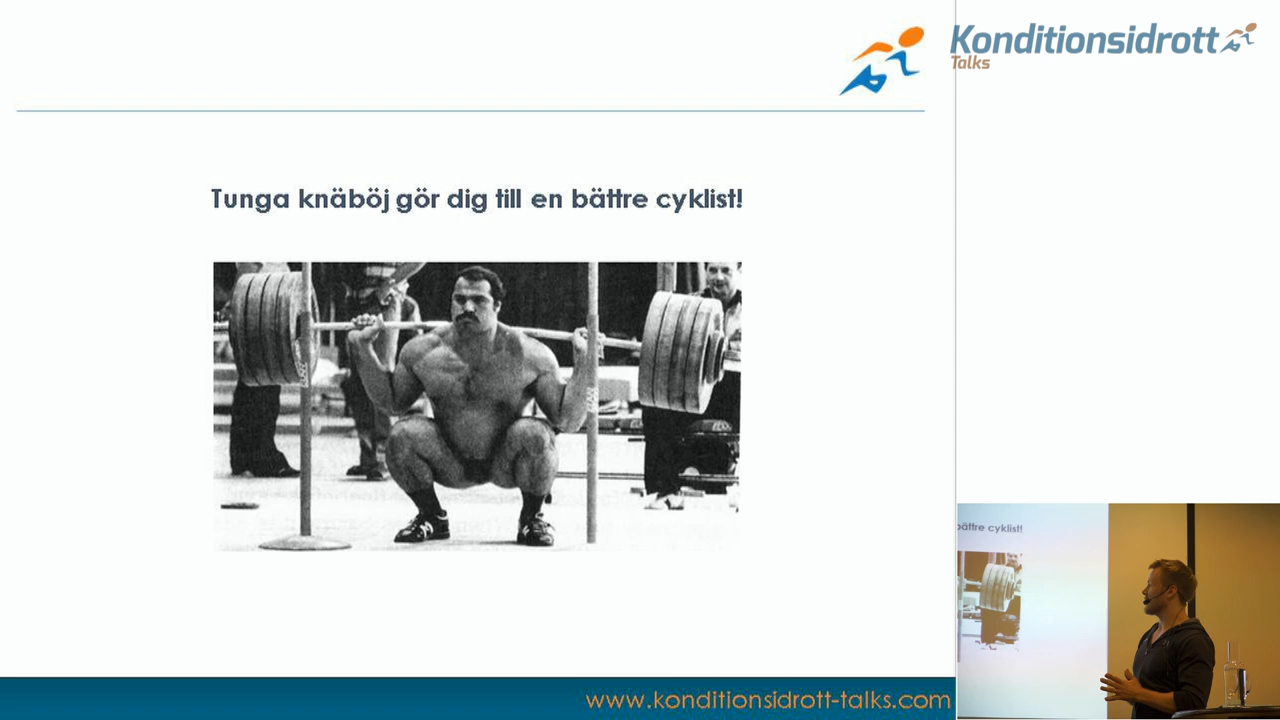 Konditionsidrott
Talks
Tunga knäböj gör dig till en bättre cyklist!
bättre cyklist!
www.konditionsidrott-talks.com